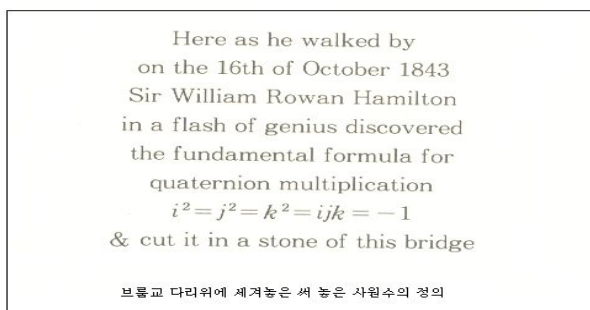 Here as he walked by
on the 16th of October 1843
Sir William Rowan Hamilton
in a flash of genius discovered
the fundamental formula for
quaternion multiplication
i² = j² = k² = ijk = −1
& cut it in a stone of this bridge
브룸교 다리위에 세겨놓은 써 놓은 사원수의 정의